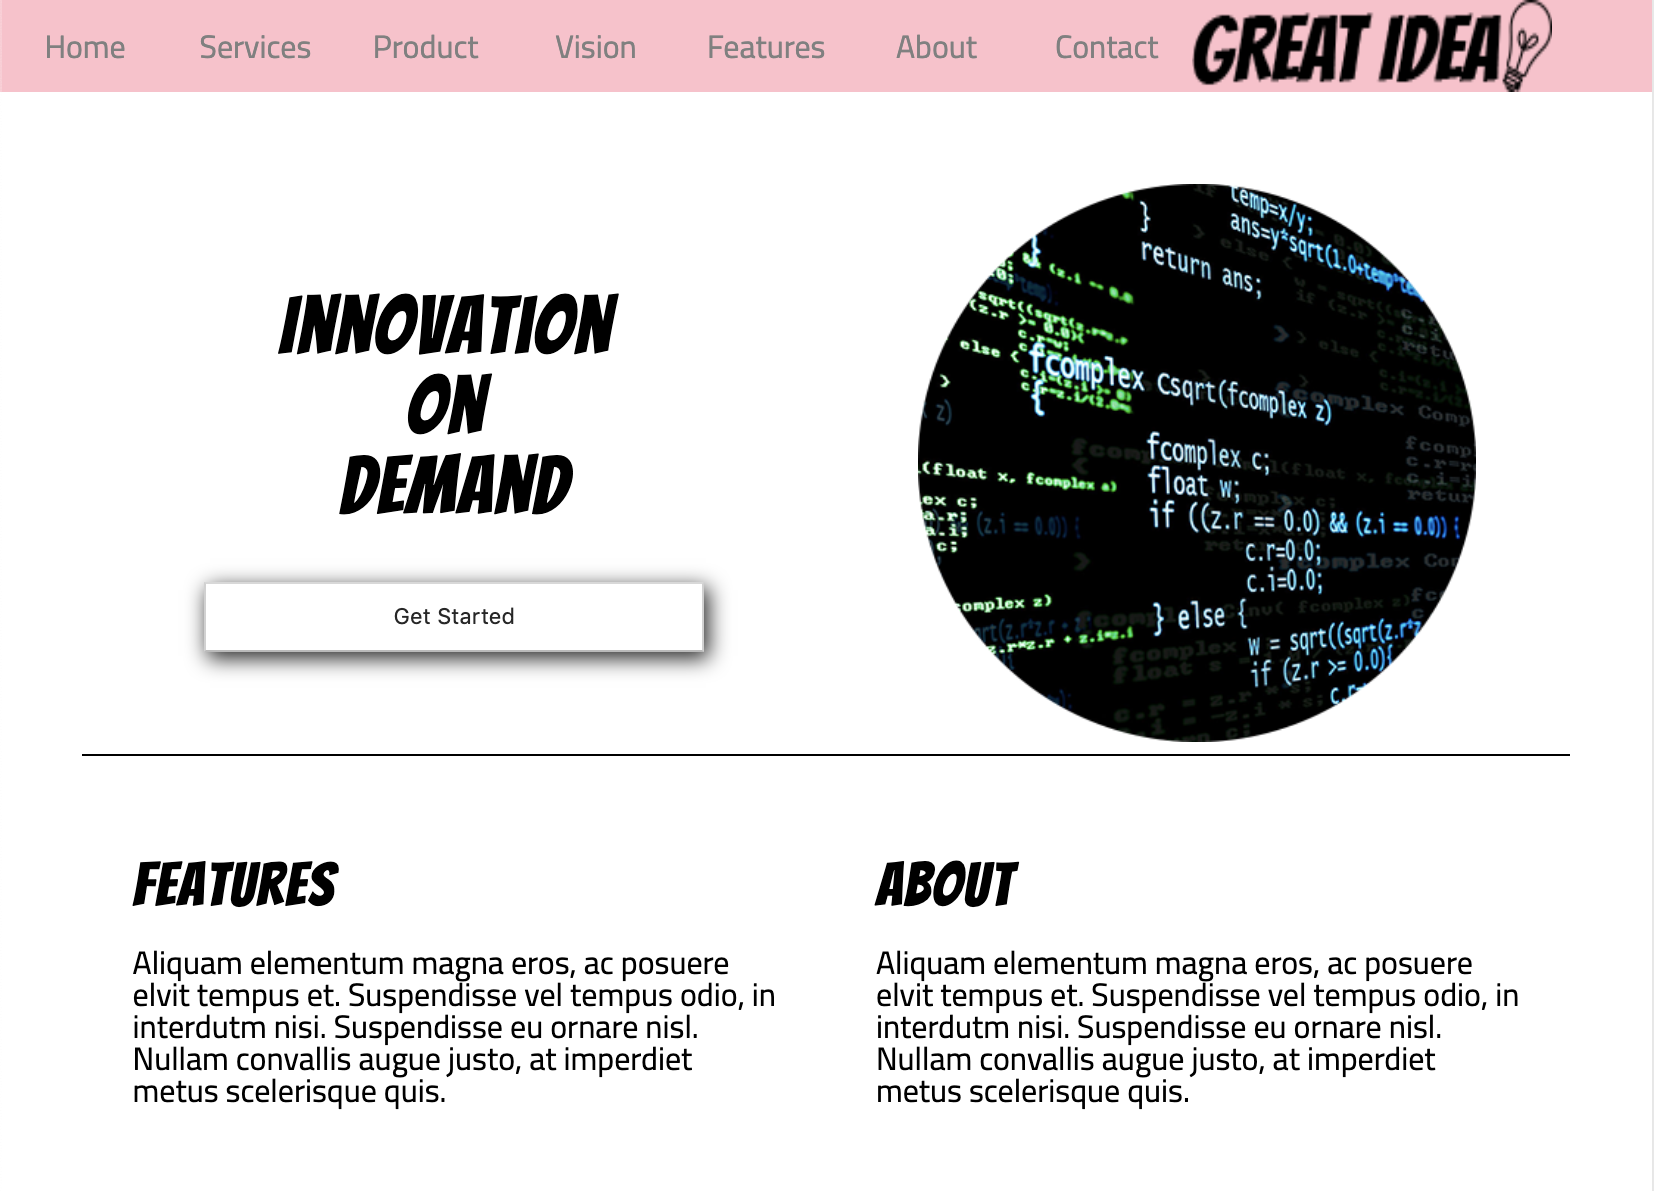 Home Services Product Vision Features About Contact GREAT IDEA
INNOVATION
ON
DEMAND
Get Started
temp=x/y;
}
ans=y*sqrt(1.0+temp*te
return ans;
else {
fcomplex Csqrt(fcomplex z)
{
fcomplex c;
(float x, fcomplex a)
float w;
if ((z.r == 0.0) && (z.i == 0.0)) {
c.r=0.0;
c.i=0.0;
omplex z)
} else {
z.r*z.r + z.i*z.i
w = sqrt((sqrt(z.r*z
if (z.r >= 0.0){
FEATURES
Aliquam elementum magna eros, ac posuere
elvit tempus et. Suspendisse vel tempus odio, in
interdutm nisi. Suspendisse eu ornare nisl.
Nullam convallis augue justo, at imperdiet
metus scelerisque quis.
ABOUT
Aliquam elementum magna eros, ac posuere
elvit tempus et. Suspendisse vel tempus odio, in
interdutm nisi. Suspendisse eu ornare nisl.
Nullam convallis augue justo, at imperdiet
metus scelerisque quis.